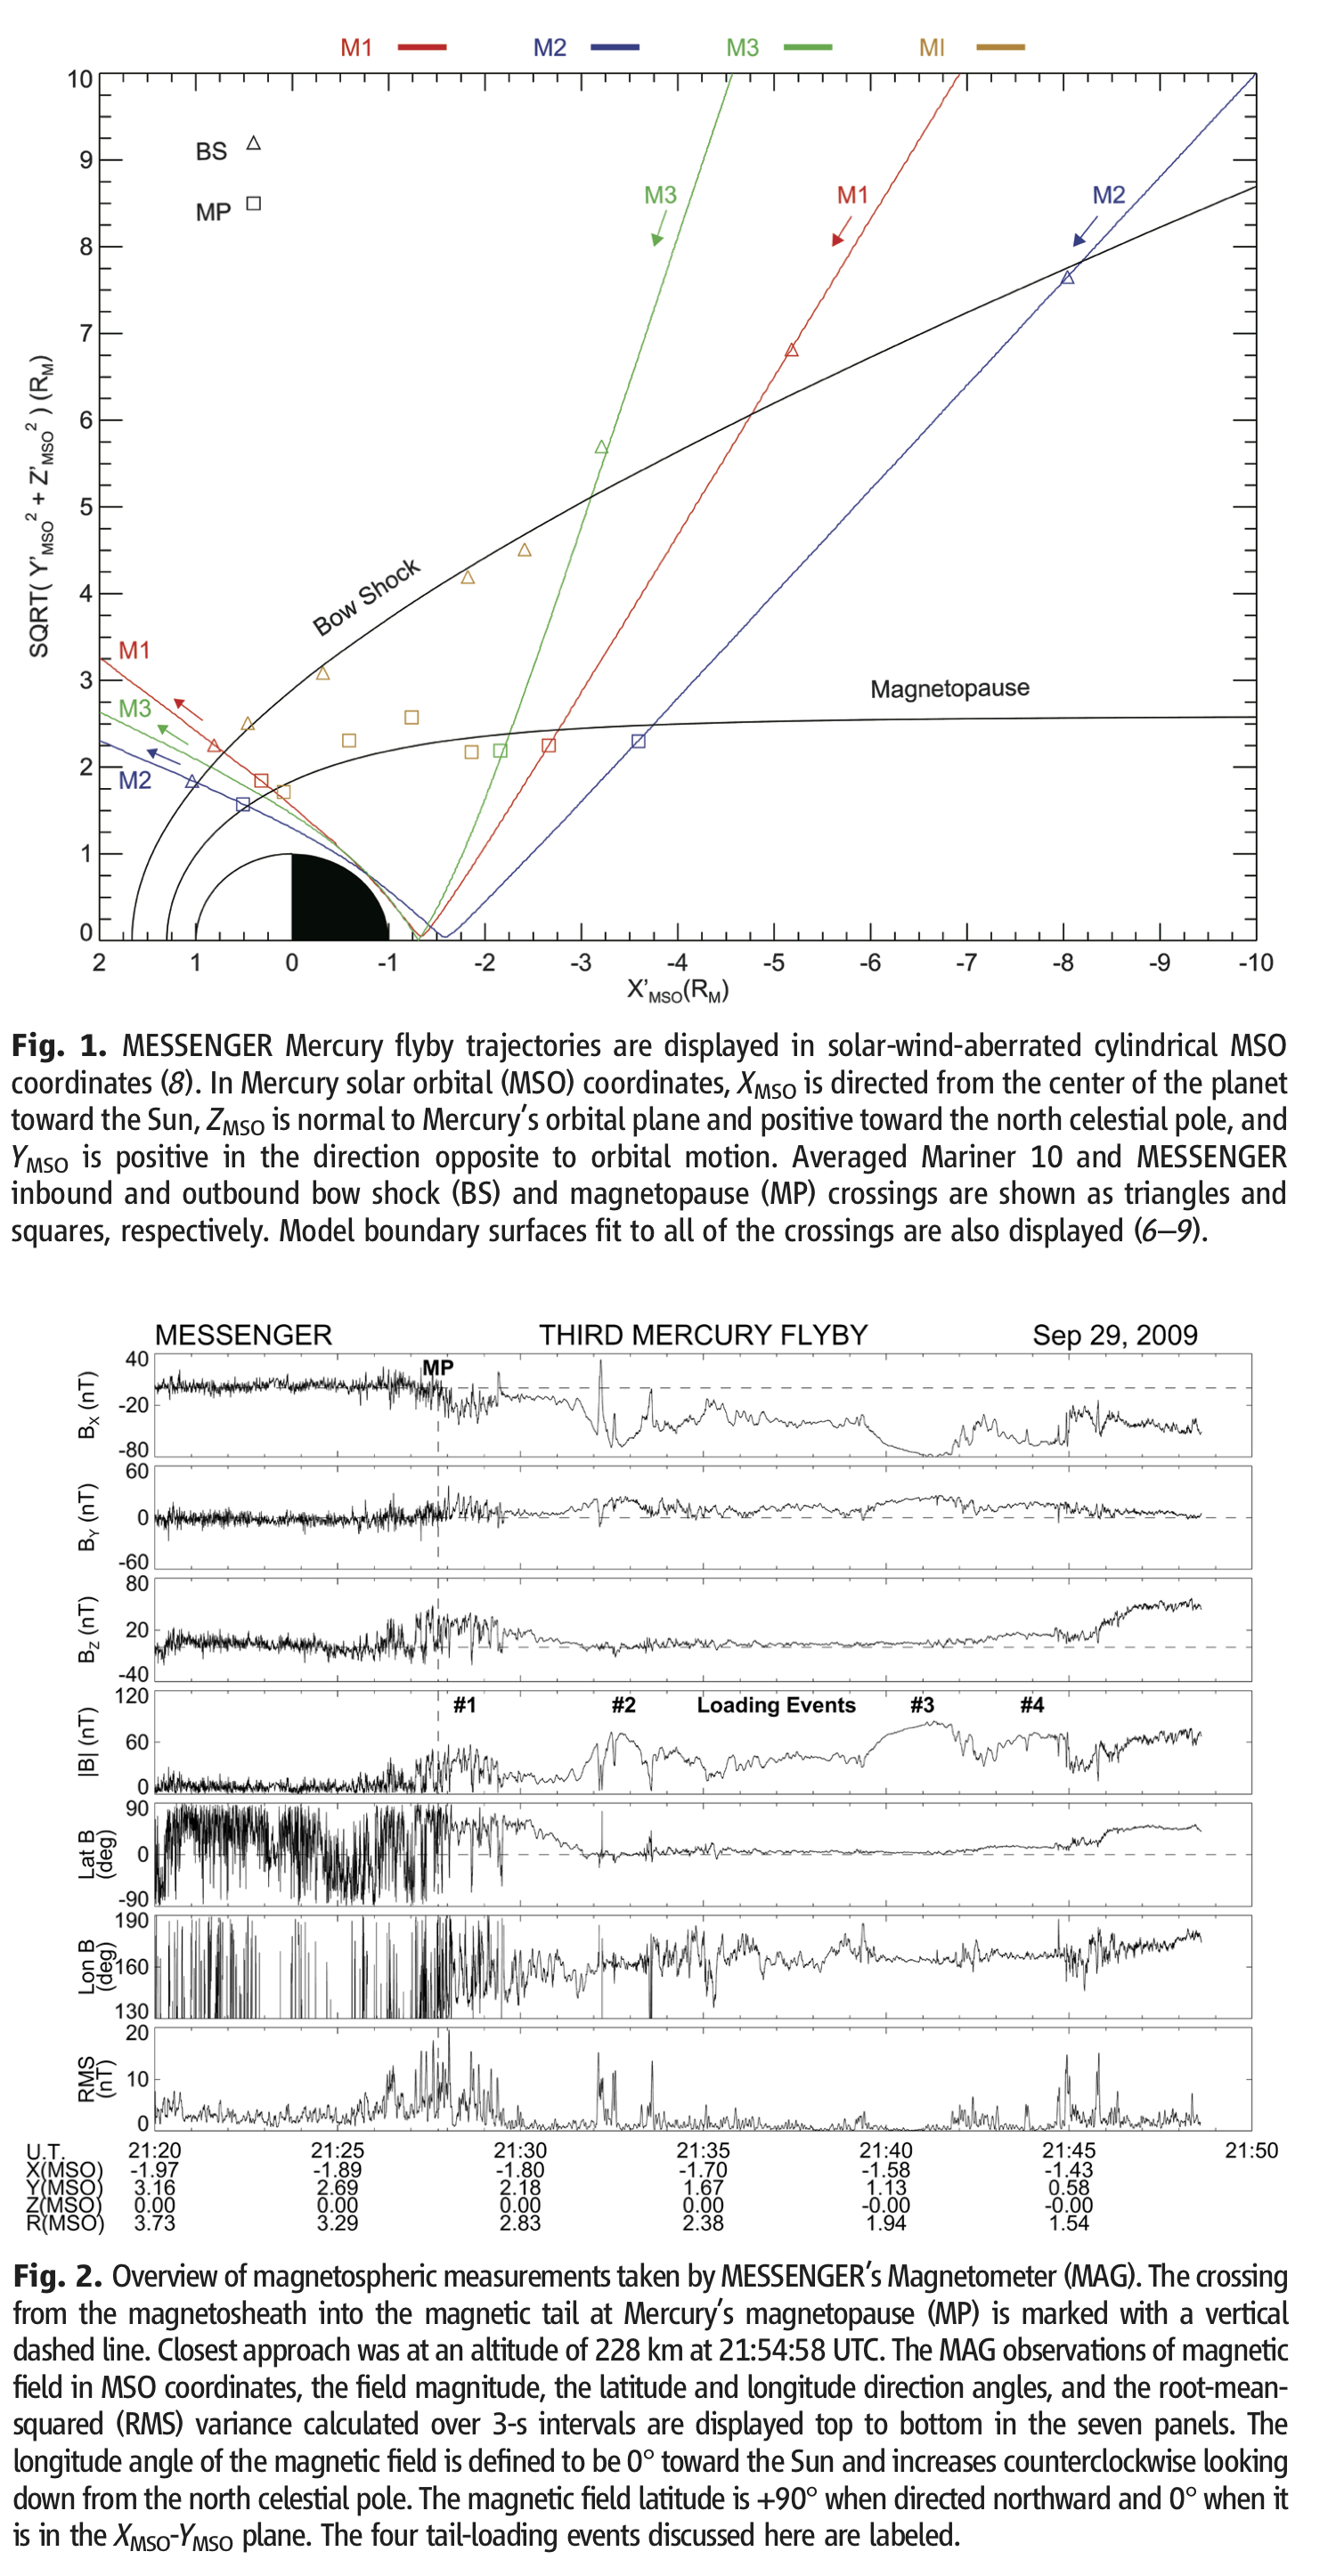 M1 M2 M3 MI
10
BS
9
MP
M3 M1 M2
8
7
6
SQRT( Y'MSO² + Z'MSO² ) (RM)
5
4
Bow Shock
M1
3
M3
Magnetopause
2
M2
1
0
2 1 0 -1 -2 -3 -4 -5 -6 -7 -8 -9 -10
X'MSO(RM)
Fig. 1. MESSENGER Mercury flyby trajectories are displayed in solar-wind-aberrated cylindrical MSO
coordinates (8). In Mercury solar orbital (MSO) coordinates, XMSO is directed from the center of the planet
toward the Sun, ZMSO is normal to Mercury's orbital plane and positive toward the north celestial pole, and
YMSO is positive in the direction opposite to orbital motion. Averaged Mariner 10 and MESSENGER
inbound and outbound bow shock (BS) and magnetopause (MP) crossings are shown as triangles and
squares, respectively. Model boundary surfaces fit to all of the crossings are also displayed (6–9).
MESSENGER THIRD MERCURY FLYBY Sep 29, 2009
40
MP
BX (nT)
-20
-80
60
BY (nT)
0
-60
80
BZ (nT)
20
-40
120
#1 #2 Loading Events #3 #4
|B| (nT)
60
0
90
Lat B
(deg)
0
-90
190
Lon B
(deg)
160
130
20
RMS
(nT)
10
0
U.T. 21:20 21:25 21:30 21:35 21:40 21:45 21:50
X(MSO) -1.97 -1.89 -1.80 -1.70 -1.58 -1.43
Y(MSO) 3.16 2.69 2.18 1.67 1.13 0.58
Z(MSO) 0.00 0.00 0.00 0.00 -0.00 -0.00
R(MSO) 3.73 3.29 2.83 2.38 1.94 1.54
Fig. 2. Overview of magnetospheric measurements taken by MESSENGER's Magnetometer (MAG). The crossing
from the magnetosheath into the magnetic tail at Mercury's magnetopause (MP) is marked with a vertical
dashed line. Closest approach was at an altitude of 228 km at 21:54:58 UTC. The MAG observations of magnetic
field in MSO coordinates, the field magnitude, the latitude and longitude direction angles, and the root-mean-
squared (RMS) variance calculated over 3-s intervals are displayed top to bottom in the seven panels. The
longitude angle of the magnetic field is defined to be 0° toward the Sun and increases counterclockwise looking
down from the north celestial pole. The magnetic field latitude is +90° when directed northward and 0° when it
is in the XMSO-YMSO plane. The four tail-loading events discussed here are labeled.